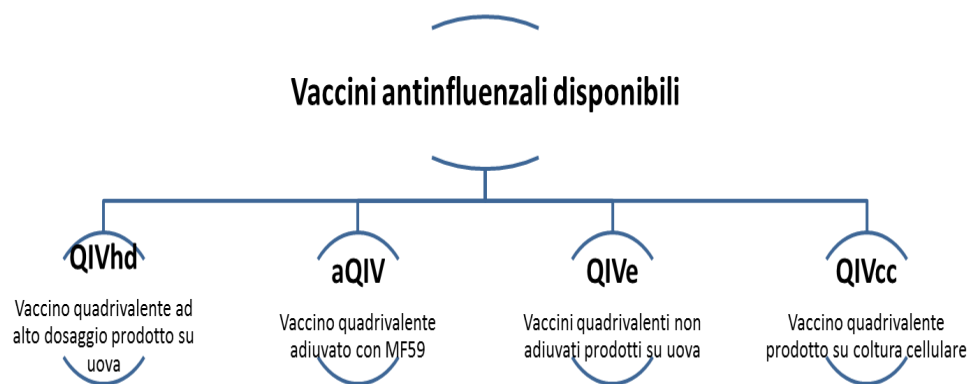 Vaccini antinfluenzali disponibili
QIVhd
Vaccino quadrivalente ad
alto dosaggio prodotto su
uova
aQIV
Vaccino quadrivalente
adiuvato con MF59
QIVe
Vaccini quadrivalenti non
adiuvati prodotti su uova
QIVcc
Vaccino quadrivalente
prodotto su coltura cellulare